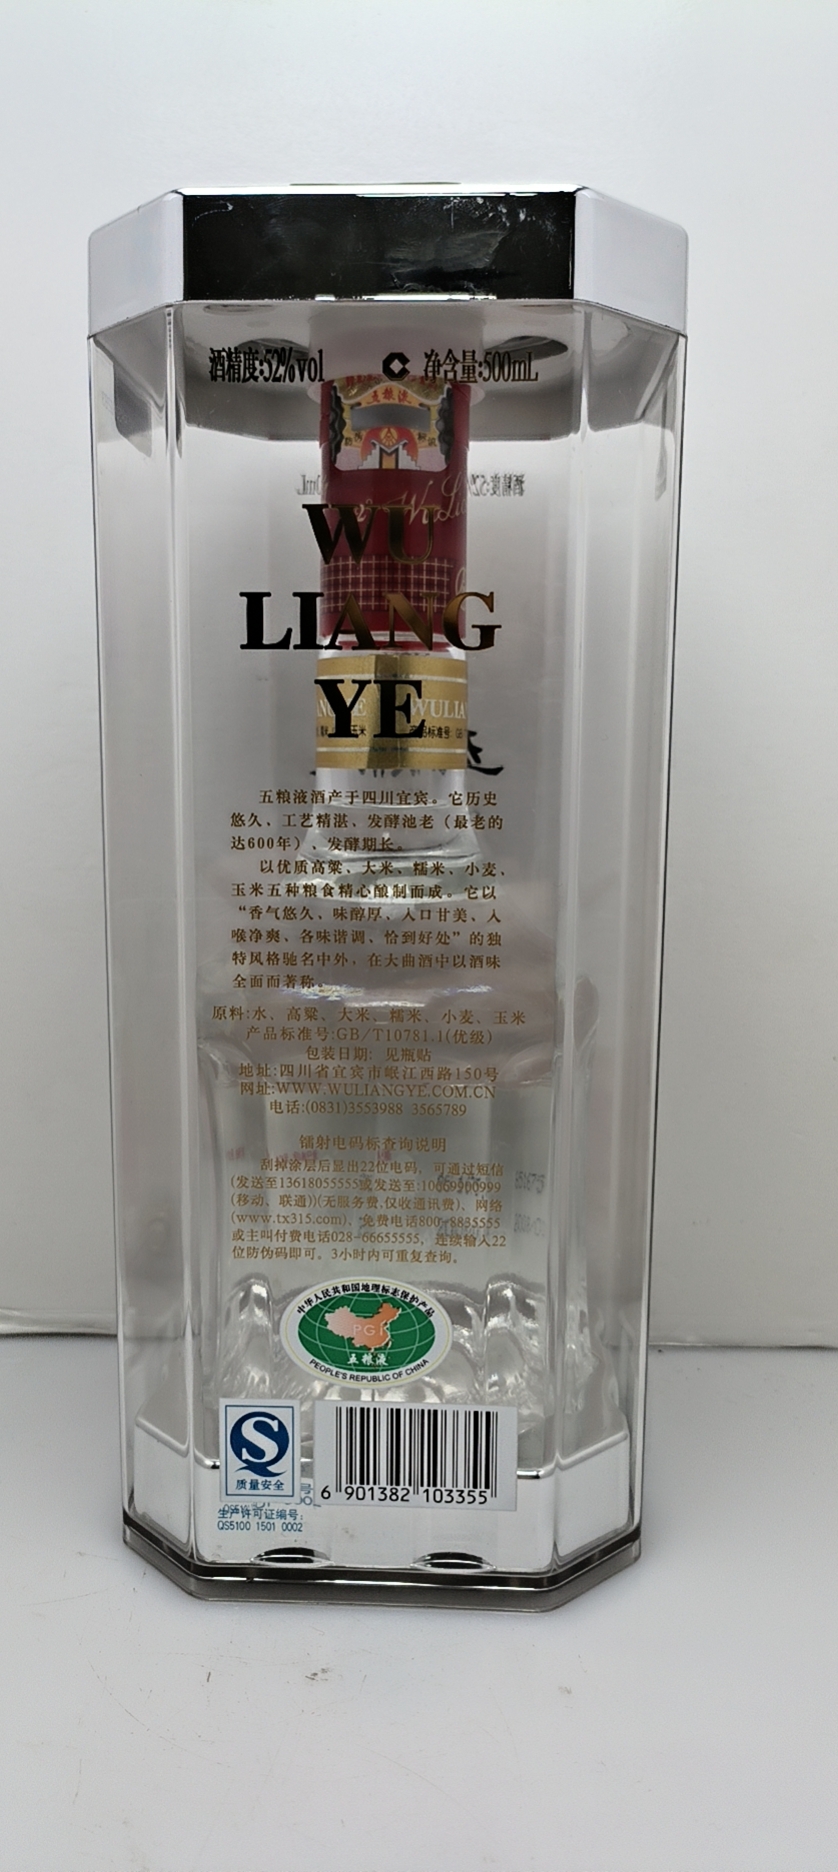 酒精度:52%vol 净含量:500mL
五粮液
WU
LIANG
YE
WULIA
五粮液酒产于四川宜宾。它历史
悠久、工艺精湛、发酵池老（最老的
达600年）、发酵期长。
以优质高粱、大米、糯米、小麦、
玉米五种粮食精心酿制而成。它以
“香气悠久、味醇厚、入口甘美、入
喉净爽、各味谐调、恰到好处”的独
特风格驰名中外，在大曲酒中以酒味
全面而著称。
原料:水、高粱、大米、糯米、小麦、玉米
产品标准号:GB/T10781.1(优级)
包装日期: 见瓶贴
地址:四川省宜宾市岷江西路150号
网址:WWW.WULIANGYE.COM.CN
电话:(0831)3553988 3565789
镭射电码标查询说明
刮掉涂层后显出22位电码，可通过短信
(发送至13618055555或发送至:10669900999
(移动、联通))(无服务费,仅收通讯费)、网络
(www.tx315.com)、免费电话800-8835555
或主叫付费电话028-66655555，连续输入22
位防伪码即可。3小时内可重复查询。
中华人民共和国地理标志保护产品
PGI
五粮液
PEOPLE'S REPUBLIC OF CHINA
质量安全
生产许可证编号:
QS5100 1501 0002
6 901382 103355